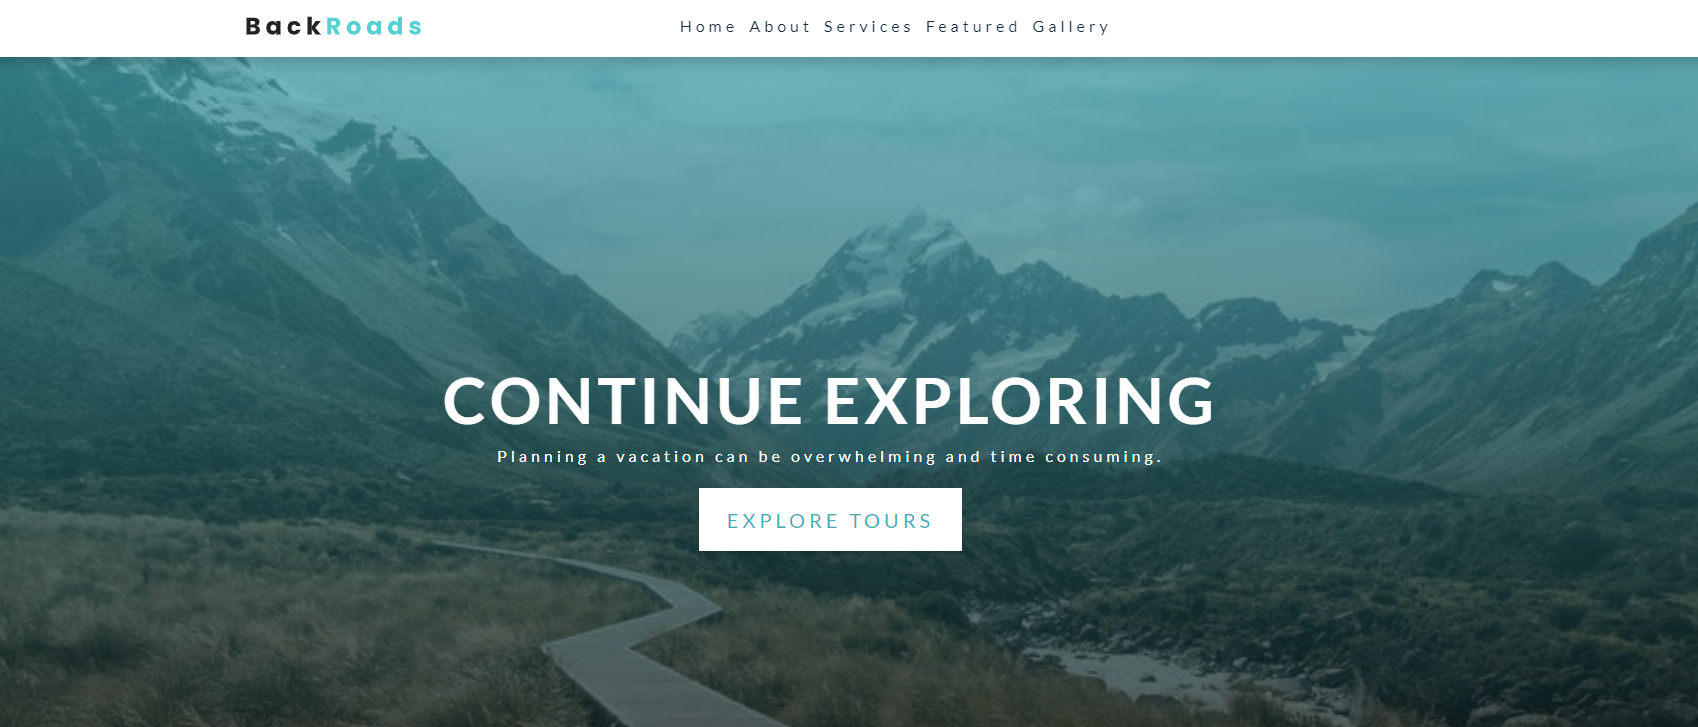 BackRoads
Home About Services Featured Gallery
CONTINUE EXPLORING
Planning a vacation can be overwhelming and time consuming.
EXPLORE TOURS